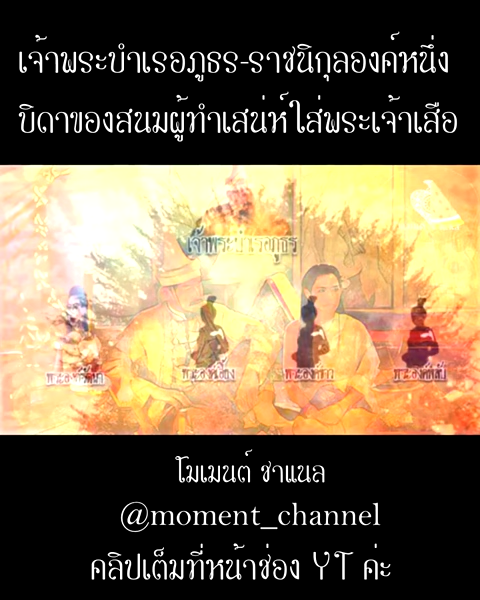 เจ้าพระบำเรอภูธร-ราชนิกุลองค์หนึ่ง
บิดาของสนมผู้ทำเสน่ห์ใส่พระเจ้าเสือ
เจ้าพระบำเรอภูธร
โมเมนต์ ชาแนล
@moment_channel
คลิปเต็มที่หน้าช่อง YT ค่ะ